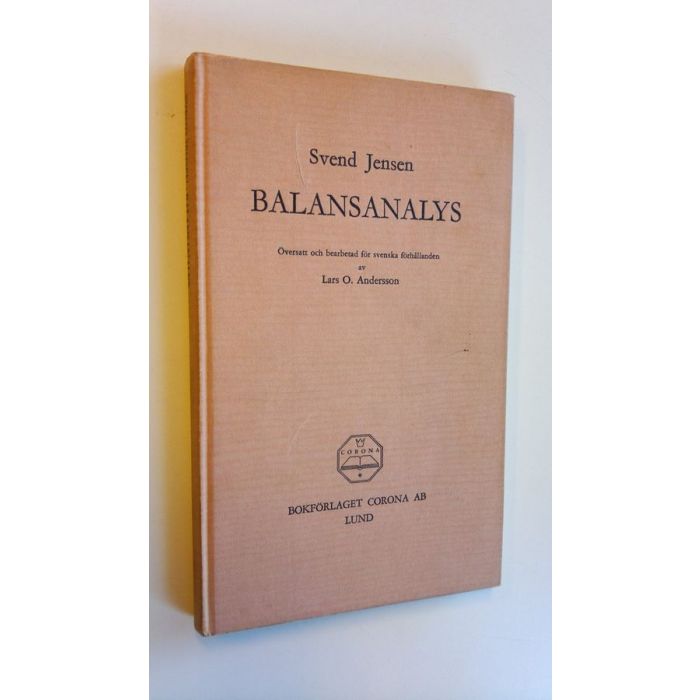 Svend Jensen
BALANSANALYS
Översatt och bearbetad för svenska förhållanden
av
Lars O. Andersson
CORONA
BOKFÖRLAGET CORONA AB
LUND